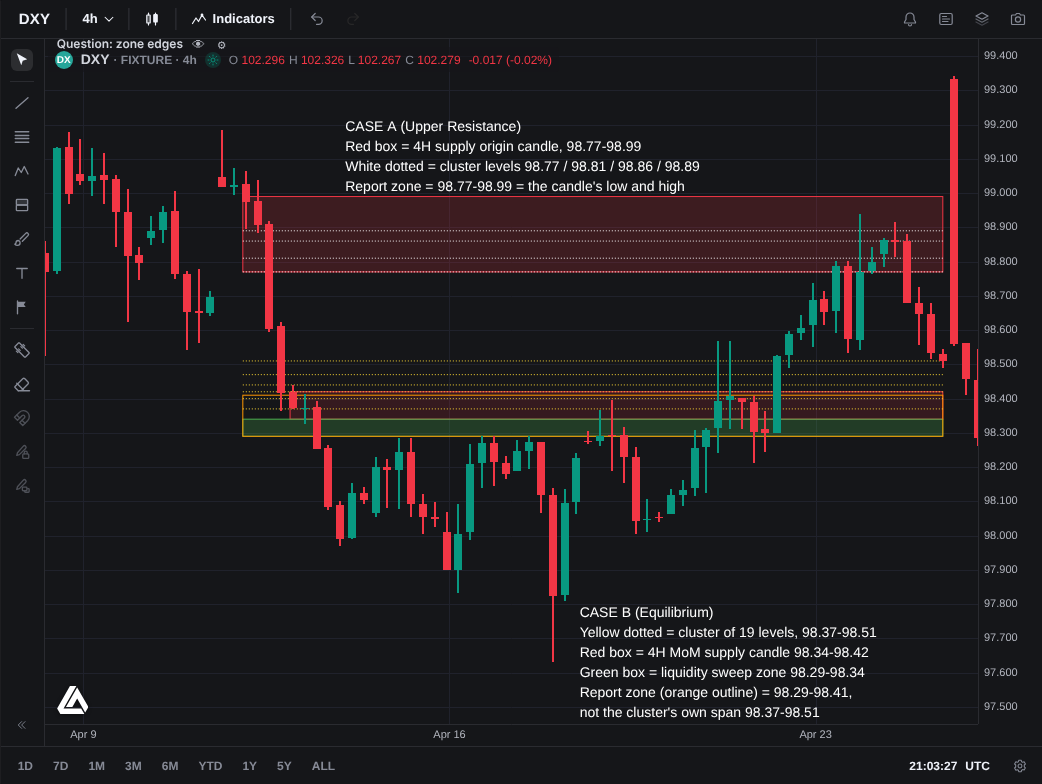 DXY 4h Indicators
Question: zone edges
DX DXY · FIXTURE · 4h O 102.296 H 102.326 L 102.267 C 102.279 -0.017 (-0.02%)
99.400
99.300
99.200
99.100
99.000
98.900
98.800
98.700
98.600
98.500
98.400
98.300
98.200
98.100
98.000
97.900
97.800
97.700
97.600
97.500
CASE A (Upper Resistance)
Red box = 4H supply origin candle, 98.77-98.99
White dotted = cluster levels 98.77 / 98.81 / 98.86 / 98.89
Report zone = 98.77-98.99 = the candle's low and high
CASE B (Equilibrium)
Yellow dotted = cluster of 19 levels, 98.37-98.51
Red box = 4H MoM supply candle 98.34-98.42
Green box = liquidity sweep zone 98.29-98.34
Report zone (orange outline) = 98.29-98.41,
not the cluster's own span 98.37-98.51
Apr 9 Apr 16 Apr 23
1D 7D 1M 3M 6M YTD 1Y 5Y ALL 21:03:27 UTC